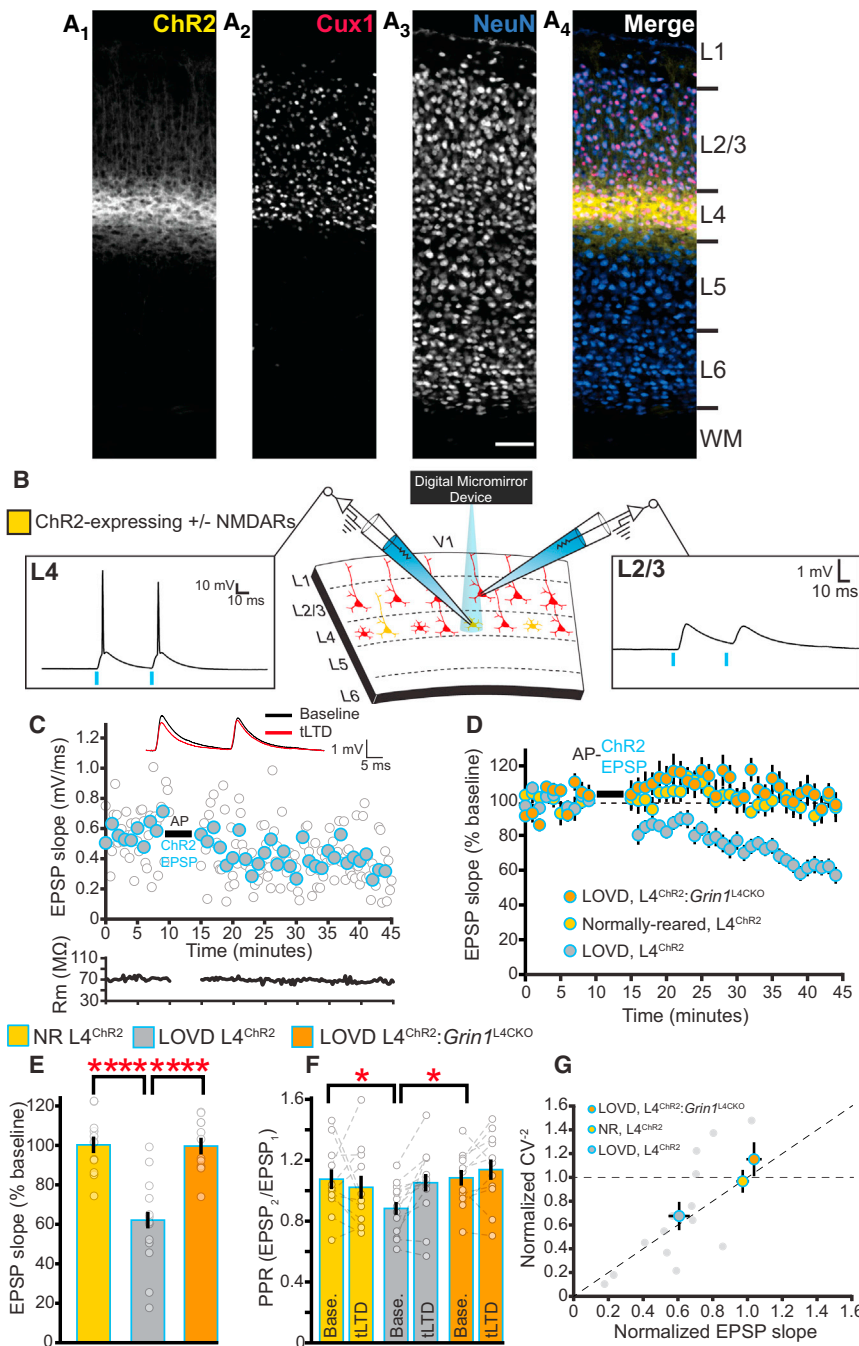 A1 ChR2 A2 Cux1 A3 NeuN A4 Merge
L1
L2/3
L4
L5
L6
WM
B
ChR2-expressing +/- NMDARs
Digital Micromirror
Device
V1
L4
10 mV
10 ms
L1
L2/3
L4
L5
L6
L2/3
1 mV
10 ms
C
Baseline
tLTD
1 mV
5 ms
EPSP slope (mV/ms)
1.2
1.0
0.8
0.6
0.4
0.2
0
AP
ChR2
EPSP
0 5 10 15 20 25 30 35 40 45
Time (minutes)
Rm (MΩ)
110
70
30
D
AP-ChR2
EPSP
EPSP slope (% baseline)
120
100
80
60
40
20
0
LOVD, L4ChR2:Grin1L4CKO
Normally-reared, L4ChR2
LOVD, L4ChR2
0 5 10 15 20 25 30 35 40 45
Time (minutes)
NR L4ChR2 LOVD L4ChR2 LOVD L4ChR2:Grin1L4CKO
E
********
EPSP slope (% baseline)
120
100
80
60
40
20
0
F
* *
PPR (EPSP2/EPSP1)
1.6
1.2
0.8
0.4
1.6
Base. tLTD Base. tLTD Base. tLTD
G
LOVD, L4ChR2:Grin1L4CKO
NR, L4ChR2
LOVD, L4ChR2
Normalized CV-2
1.6
1.4
1.2
1
0.8
0.6
0.4
0.2
0
0 0.2 0.4 0.6 0.8 1.0 1.2 1.4 1.6
Normalized EPSP slope